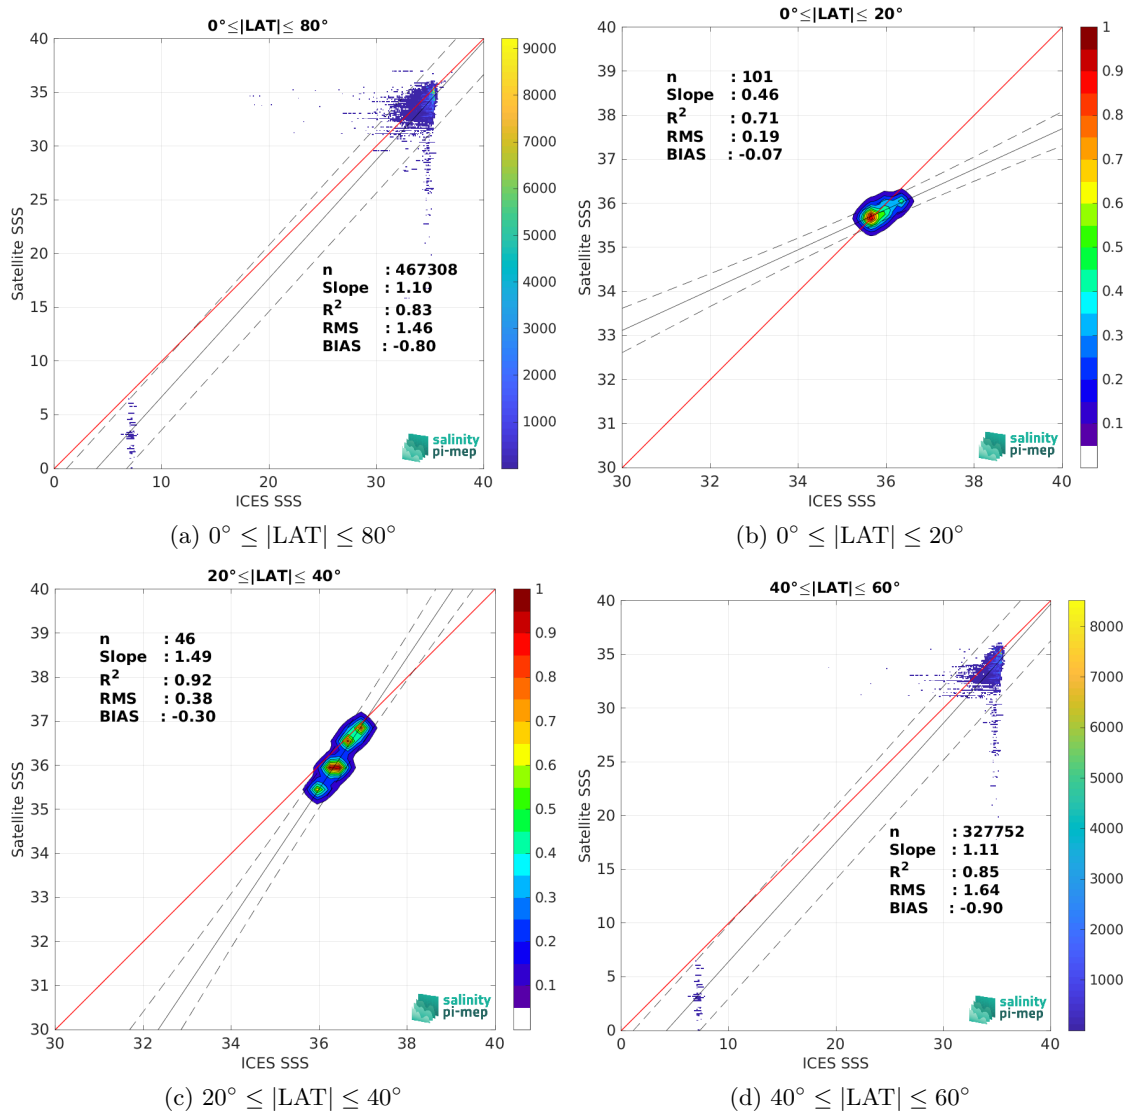 0°≤|LAT|≤ 80°
40
35
30
25
20
15
10
5
0
Satellite SSS
n : 467308
Slope : 1.10
R² : 0.83
RMS : 1.46
BIAS : -0.80
salinity
pi-mep
0 10 20 30 40
ICES SSS
9000
8000
7000
6000
5000
4000
3000
2000
1000
(a) 0° ≤ |LAT| ≤ 80°
0°≤|LAT|≤ 20°
40
39
38
37
36
35
34
33
32
31
30
Satellite SSS
n : 101
Slope : 0.46
R² : 0.71
RMS : 0.19
BIAS : -0.07
salinity
pi-mep
30 32 34 36 38 40
ICES SSS
1
0.9
0.8
0.7
0.6
0.5
0.4
0.3
0.2
0.1
(b) 0° ≤ |LAT| ≤ 20°
20°≤|LAT|≤ 40°
40
39
38
37
36
35
34
33
32
31
30
Satellite SSS
n : 46
Slope : 1.49
R² : 0.92
RMS : 0.38
BIAS : -0.30
salinity
pi-mep
30 32 34 36 38 40
ICES SSS
1
0.9
0.8
0.7
0.6
0.5
0.4
0.3
0.2
0.1
(c) 20° ≤ |LAT| ≤ 40°
40°≤|LAT|≤ 60°
40
35
30
25
20
15
10
5
0
Satellite SSS
n : 327752
Slope : 1.11
R² : 0.85
RMS : 1.64
BIAS : -0.90
salinity
pi-mep
0 10 20 30 40
ICES SSS
8000
7000
6000
5000
4000
3000
2000
1000
(d) 40° ≤ |LAT| ≤ 60°